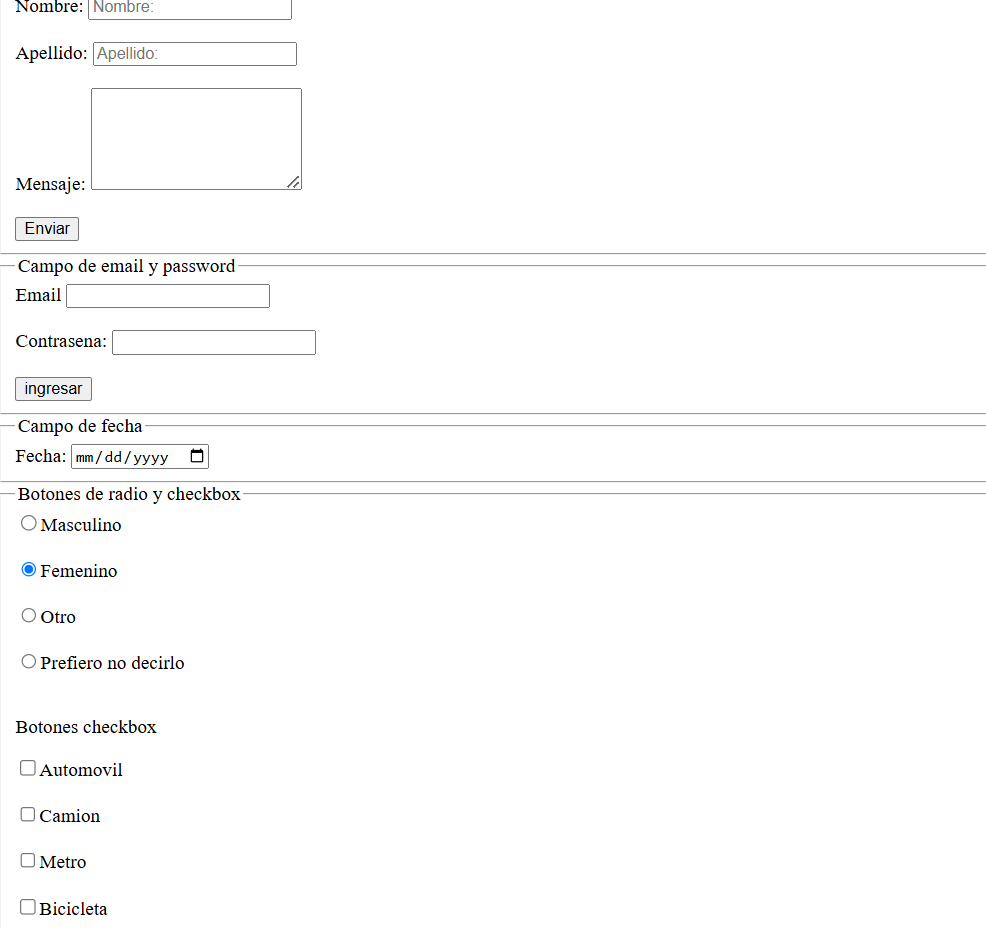 Nombre: Nombre:
Apellido: Apellido:
Mensaje:
Enviar
Campo de email y password
Email
Contrasena:
ingresar
Campo de fecha
Fecha: mm/dd/yyyy
Botones de radio y checkbox
Masculino
Femenino
Otro
Prefiero no decirlo
Botones checkbox
Automovil
Camion
Metro
Bicicleta